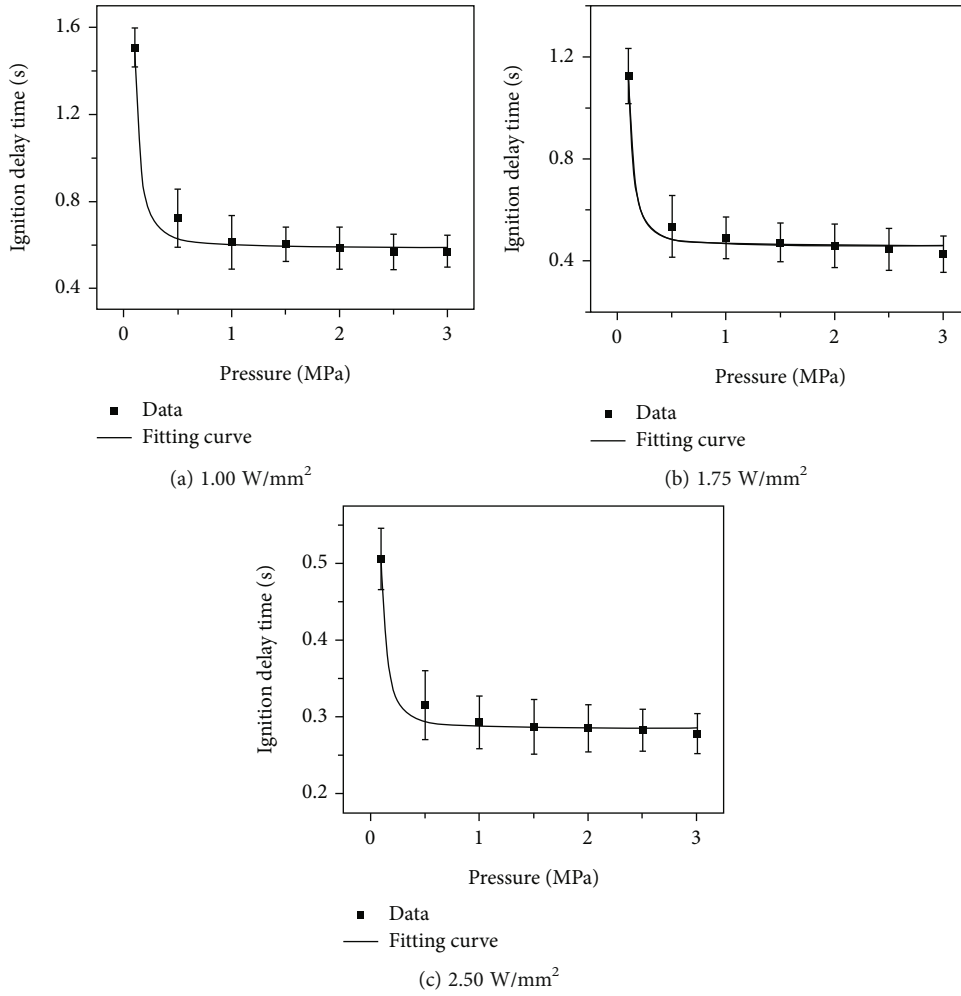 1.6
1.2
0.8
0.4
Ignition delay time (s)
0
1
2
3
Pressure (MPa)
Data
Fitting curve
(a) 1.00 W/mm²
1.2
0.8
0.4
Ignition delay time (s)
0
1
2
3
Pressure (MPa)
Data
Fitting curve
(b) 1.75 W/mm²
0.5
0.4
0.3
0.2
Ignition delay time (s)
0
1
2
3
Pressure (MPa)
Data
Fitting curve
(c) 2.50 W/mm²